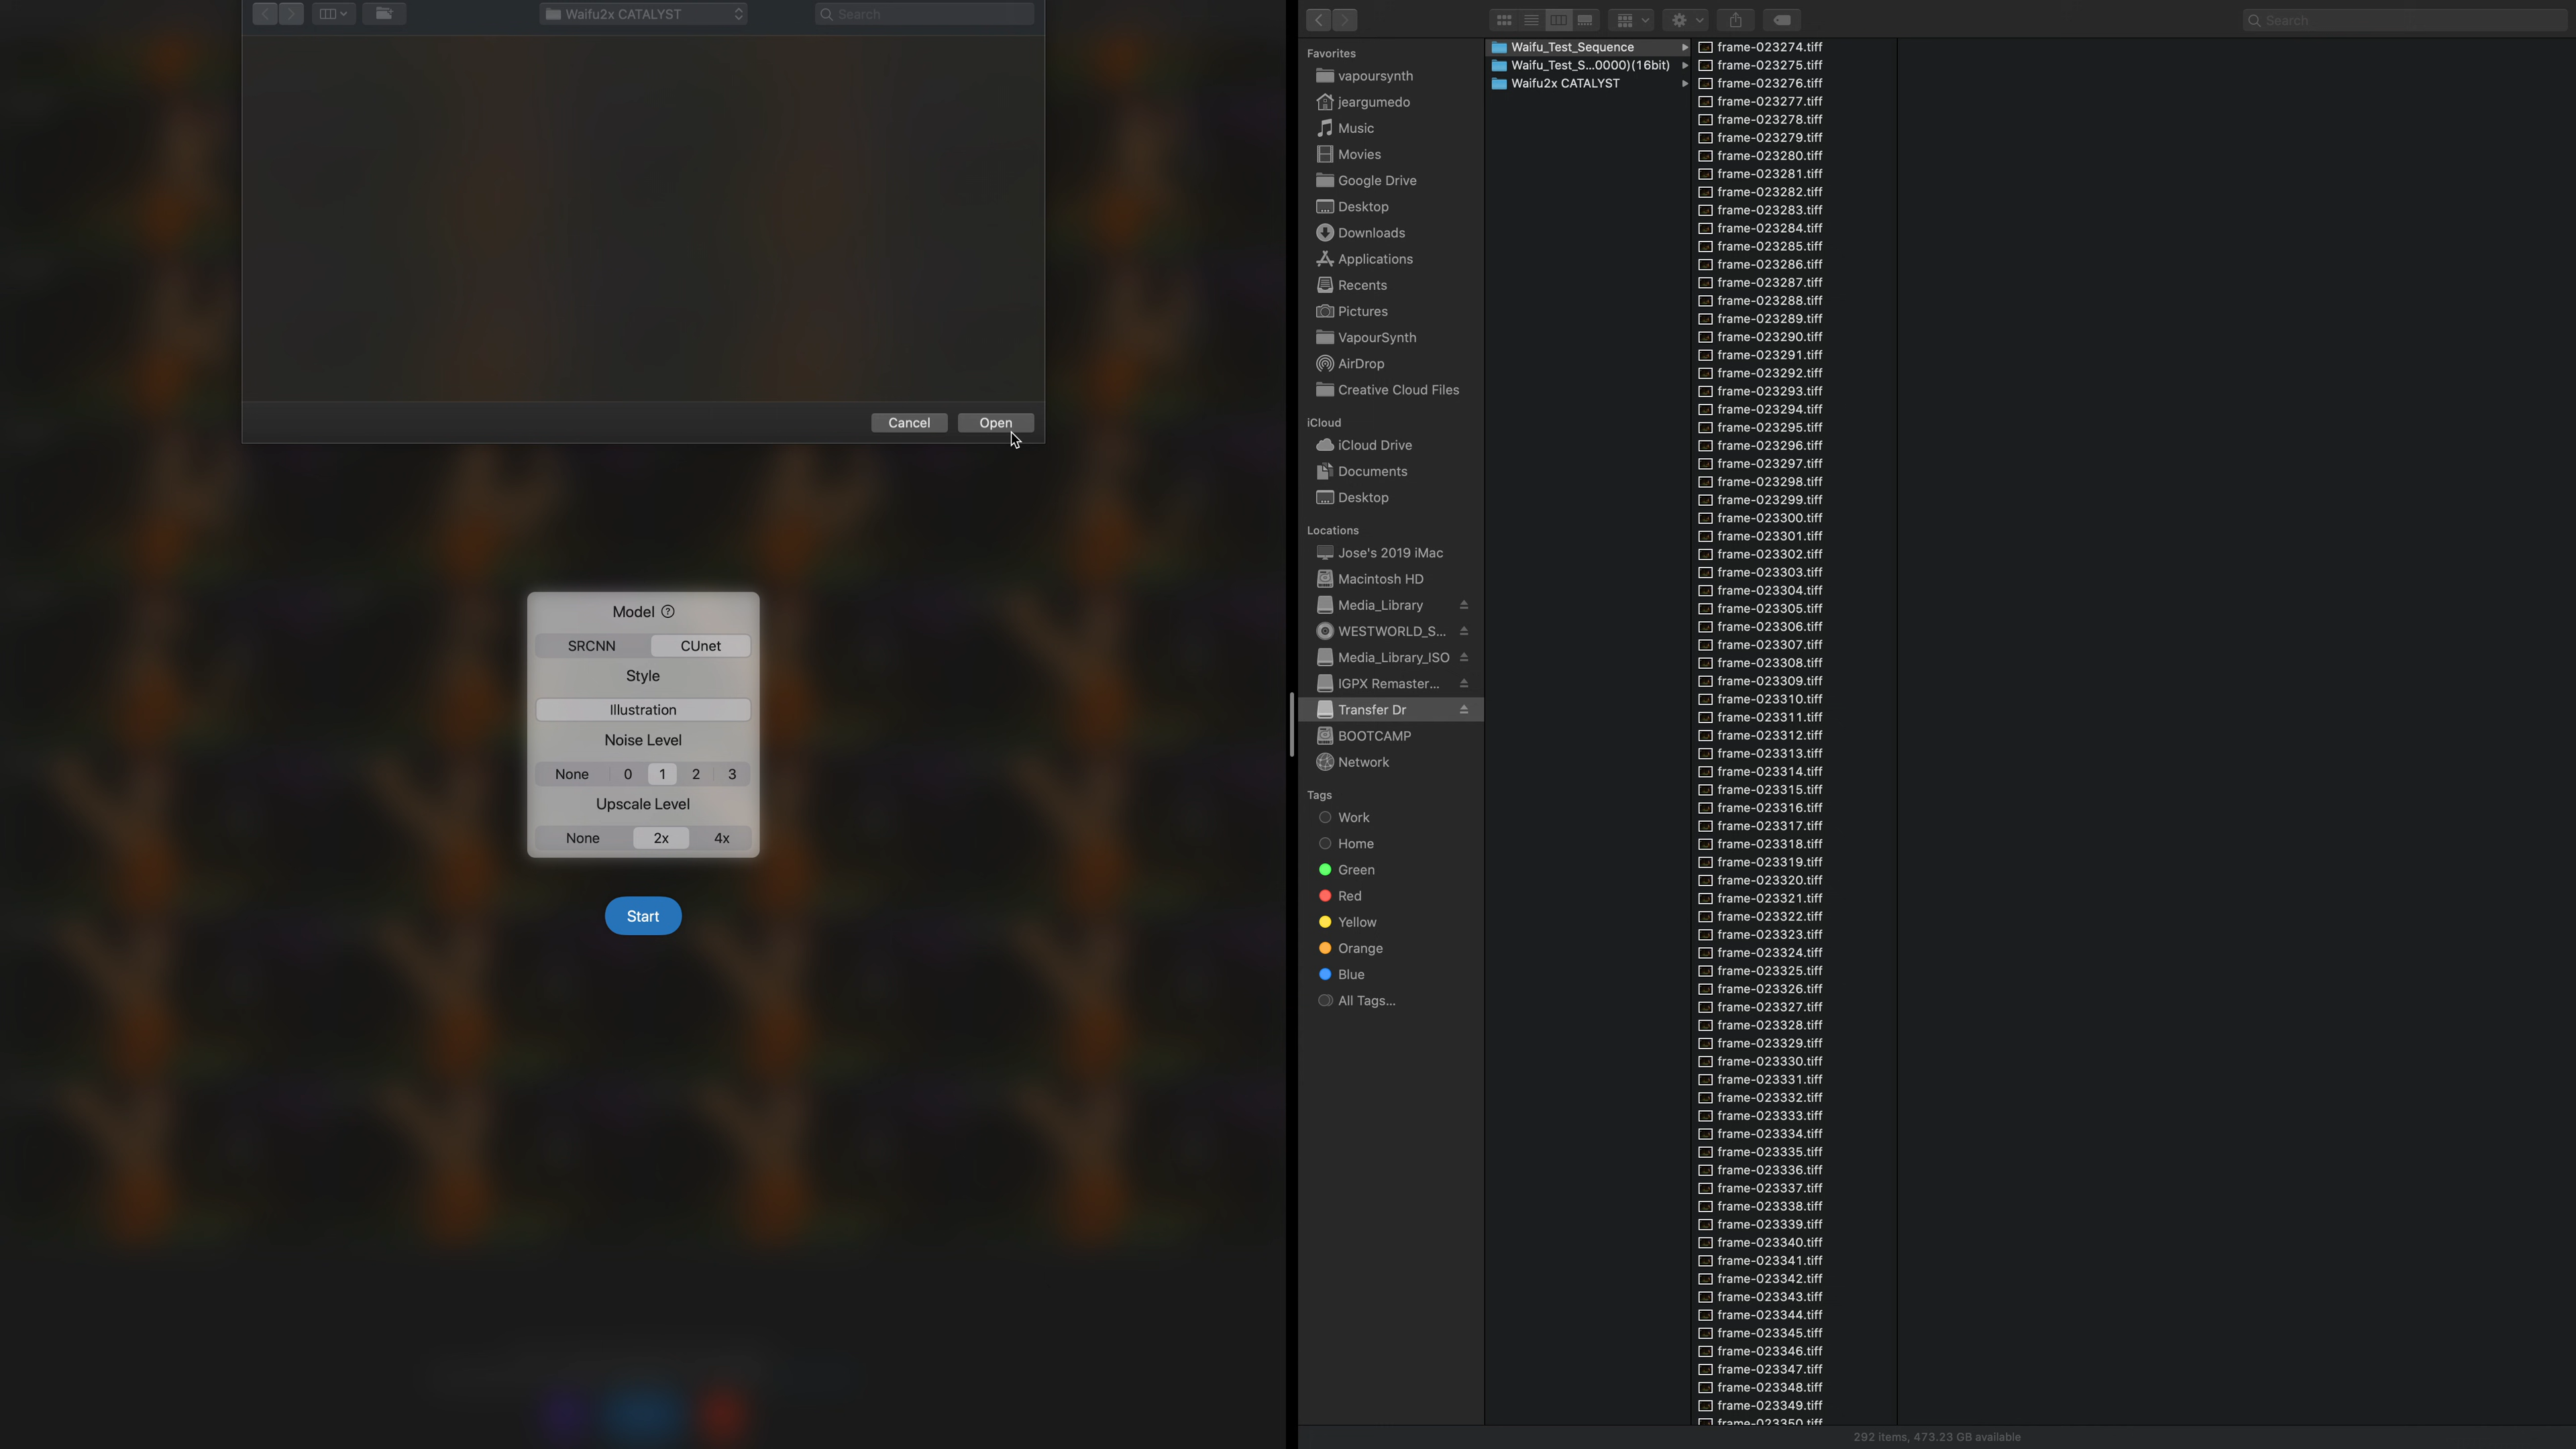 Waifu2x CATALYST
Search
Cancel
Open
Model ?
SRCNN
CUnet
Style
Illustration
Noise Level
None
0
1
2
3
Upscale Level
None
2x
4x
Start
Search
Favorites
vapoursynth
jeargumedo
Music
Movies
Google Drive
Desktop
Downloads
Applications
Recents
Pictures
VapourSynth
AirDrop
Creative Cloud Files
iCloud
iCloud Drive
Documents
Desktop
Locations
Jose's 2019 iMac
Macintosh HD
Media_Library
WESTWORLD_S...
Media_Library_ISO
IGPX Remaster...
Transfer Dr
BOOTCAMP
Network
Tags
Work
Home
Green
Red
Yellow
Orange
Blue
All Tags...
Waifu_Test_Sequence
Waifu_Test_S...0000)(16bit)
Waifu2x CATALYST
frame-023274.tiff
frame-023275.tiff
frame-023276.tiff
frame-023277.tiff
frame-023278.tiff
frame-023279.tiff
frame-023280.tiff
frame-023281.tiff
frame-023282.tiff
frame-023283.tiff
frame-023284.tiff
frame-023285.tiff
frame-023286.tiff
frame-023287.tiff
frame-023288.tiff
frame-023289.tiff
frame-023290.tiff
frame-023291.tiff
frame-023292.tiff
frame-023293.tiff
frame-023294.tiff
frame-023295.tiff
frame-023296.tiff
frame-023297.tiff
frame-023298.tiff
frame-023299.tiff
frame-023300.tiff
frame-023301.tiff
frame-023302.tiff
frame-023303.tiff
frame-023304.tiff
frame-023305.tiff
frame-023306.tiff
frame-023307.tiff
frame-023308.tiff
frame-023309.tiff
frame-023310.tiff
frame-023311.tiff
frame-023312.tiff
frame-023313.tiff
frame-023314.tiff
frame-023315.tiff
frame-023316.tiff
frame-023317.tiff
frame-023318.tiff
frame-023319.tiff
frame-023320.tiff
frame-023321.tiff
frame-023322.tiff
frame-023323.tiff
frame-023324.tiff
frame-023325.tiff
frame-023326.tiff
frame-023327.tiff
frame-023328.tiff
frame-023329.tiff
frame-023330.tiff
frame-023331.tiff
frame-023332.tiff
frame-023333.tiff
frame-023334.tiff
frame-023335.tiff
frame-023336.tiff
frame-023337.tiff
frame-023338.tiff
frame-023339.tiff
frame-023340.tiff
frame-023341.tiff
frame-023342.tiff
frame-023343.tiff
frame-023344.tiff
frame-023345.tiff
frame-023346.tiff
frame-023347.tiff
frame-023348.tiff
frame-023349.tiff
frame-023350.tiff
292 items, 473.23 GB available